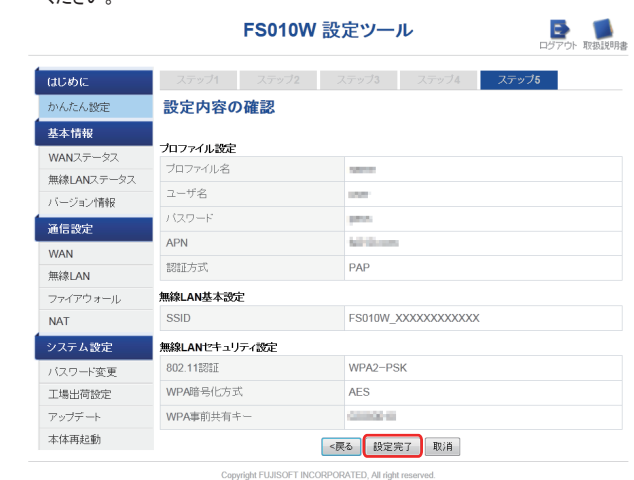 ください。
FS010W 設定ツール
ログアウト 取扱説明書
はじめに
かんたん設定
基本情報
WANステータス
無線LANステータス
バージョン情報
通信設定
WAN
無線LAN
ファイアウォール
NAT
システム設定
パスワード変更
工場出荷設定
アップデート
本体再起動
ステップ1 ステップ2 ステップ3 ステップ4 ステップ5
設定内容の確認
プロファイル設定
プロファイル名
ユーザ名
パスワード
APN
認証方式 PAP
無線LAN基本設定
SSID FS010W_XXXXXXXXXXXX
無線LANセキュリティ設定
802.11認証 WPA2-PSK
WPA暗号化方式 AES
WPA事前共有キー
<戻る 設定完了 取消
Copyright FUJISOFT INCORPORATED, All right reserved.